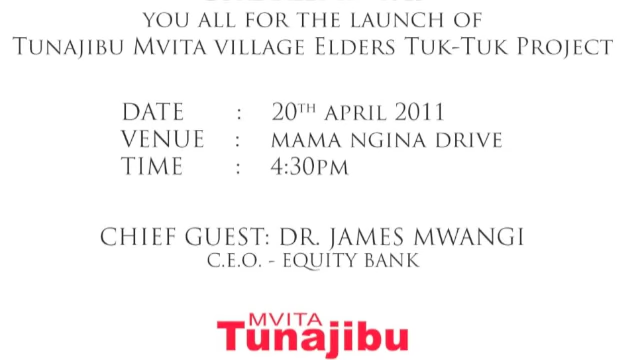 YOU ALL FOR THE LAUNCH OF
TUNAJIBU MVITA VILLAGE ELDERS TUK-TUK PROJECT
DATE : 20TH APRIL 2011
VENUE : MAMA NGINA DRIVE
TIME : 4:30PM
CHIEF GUEST: DR. JAMES MWANGI
C.E.O. - EQUITY BANK
MVITA
Tunajibu